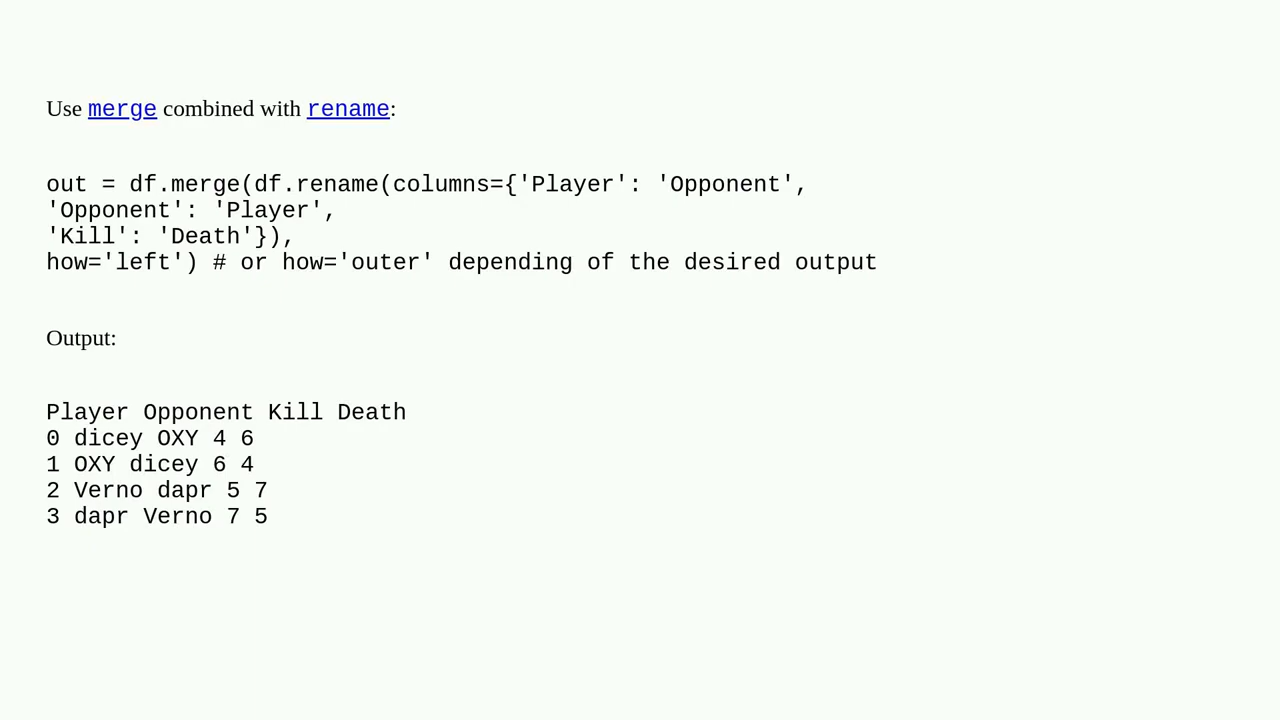 Use merge combined with rename:
out = df.merge(df.rename(columns={'Player': 'Opponent',
'Opponent': 'Player',
'Kill': 'Death'}),
how='left') # or how='outer' depending of the desired output
Output:
Player Opponent Kill Death
0 dicey OXY 4 6
1 OXY dicey 6 4
2 Verno dapr 5 7
3 dapr Verno 7 5